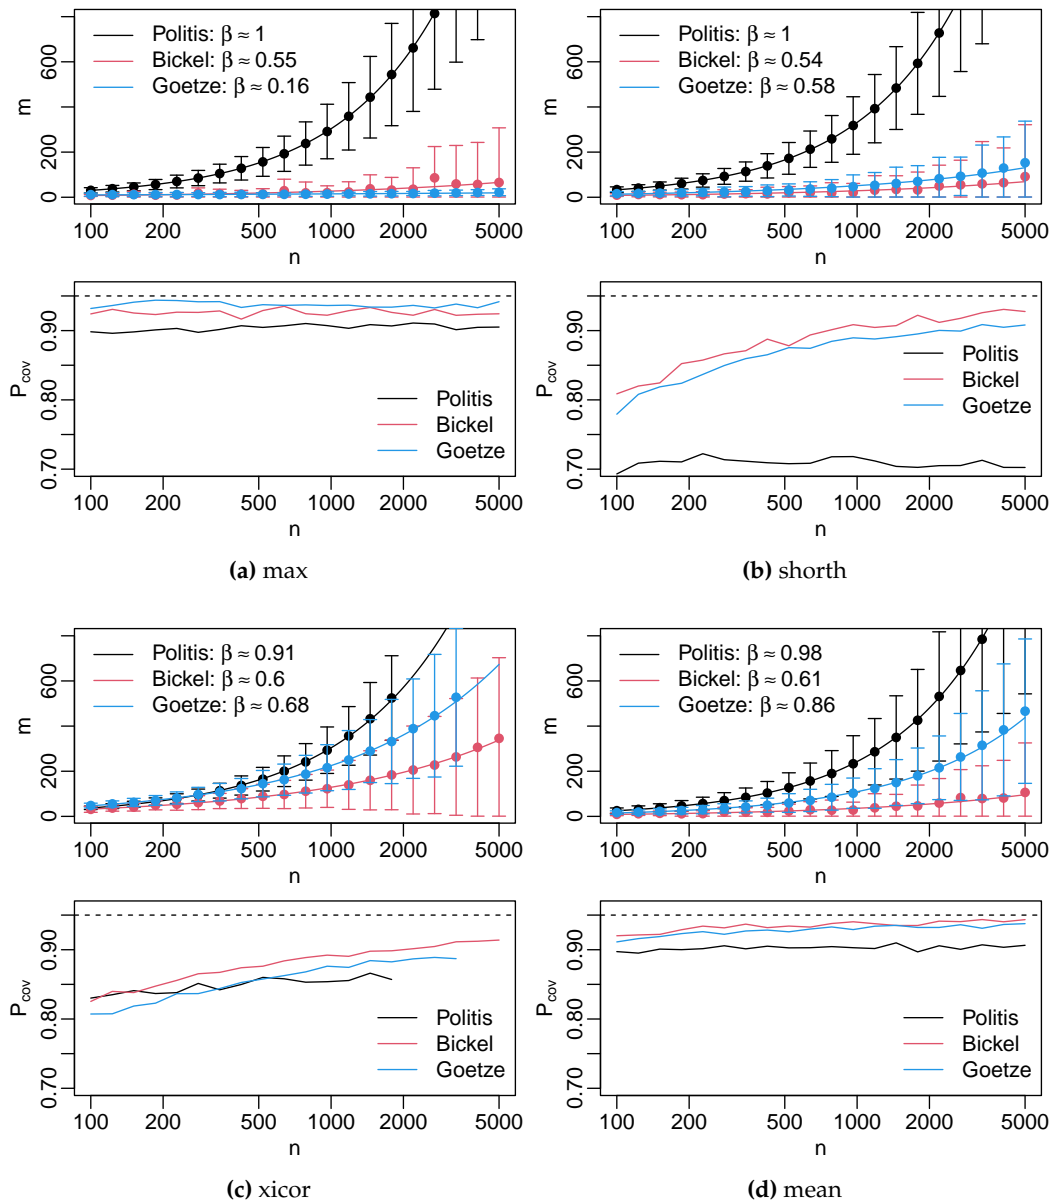 Politis: β ≈ 1
Bickel: β ≈ 0.55
Goetze: β ≈ 0.16
m
0 200 600
100 200 500 1000 2000 5000
n
Politis
Bickel
Goetze
Pcov
0.70 0.80 0.90
100 200 500 1000 2000 5000
n
(a) max
Politis: β ≈ 1
Bickel: β ≈ 0.54
Goetze: β ≈ 0.58
m
0 200 600
100 200 500 1000 2000 5000
n
Politis
Bickel
Goetze
Pcov
0.70 0.80 0.90
100 200 500 1000 2000 5000
n
(b) shorth
Politis: β ≈ 0.91
Bickel: β ≈ 0.6
Goetze: β ≈ 0.68
m
0 200 600
100 200 500 1000 2000 5000
n
Politis
Bickel
Goetze
Pcov
0.70 0.80 0.90
100 200 500 1000 2000 5000
n
(c) xicor
Politis: β ≈ 0.98
Bickel: β ≈ 0.61
Goetze: β ≈ 0.86
m
0 200 600
100 200 500 1000 2000 5000
n
Politis
Bickel
Goetze
Pcov
0.70 0.80 0.90
100 200 500 1000 2000 5000
n
(d) mean